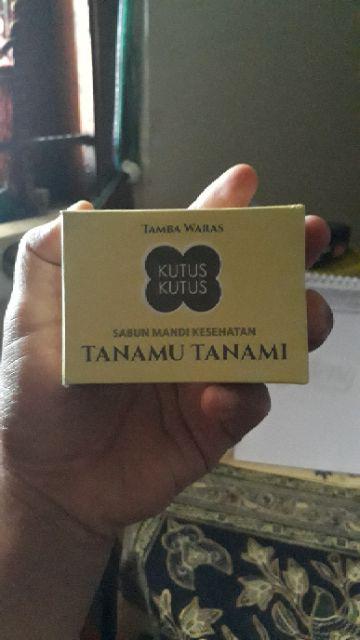 TAMBA WARAS
KUTUS
KUTUS
SABUN MANDI KESEHATAN
TANAMU TANAMI